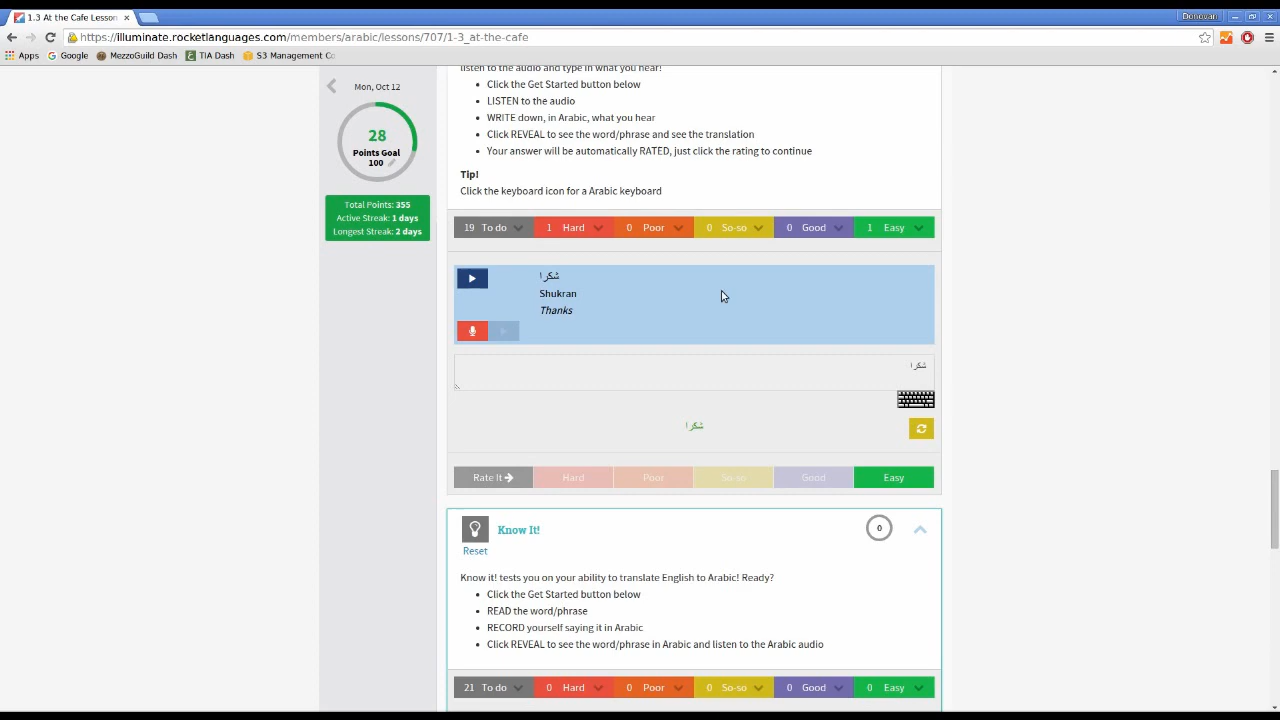 1.3 At the Cafe Lesson
Donovan
https://illuminate.rocketlanguages.com/members/arabic/lessons/707/1-3_at-the-cafe
Apps Google MezzoGuild Dash TIA Dash S3 Management Co
Mon, Oct 12
28
Points Goal
100
Total Points: 355
Active Streak: 1 days
Longest Streak: 2 days
listen to the audio and type in what you hear!
Click the Get Started button below
LISTEN to the audio
WRITE down, in Arabic, what you hear
Click REVEAL to see the word/phrase and see the translation
Your answer will be automatically RATED, just click the rating to continue
Tip!
Click the keyboard icon for a Arabic keyboard
19 To do 1 Hard 0 Poor 0 So-so 0 Good 1 Easy
شكرا
Shukran
Thanks
شكرا
شكرا
Rate It Hard Poor So-so Good Easy
Know It!
0
Reset
Know it! tests you on your ability to translate English to Arabic! Ready?
Click the Get Started button below
READ the word/phrase
RECORD yourself saying it in Arabic
Click REVEAL to see the word/phrase in Arabic and listen to the Arabic audio
21 To do 0 Hard 0 Poor 0 So-so 0 Good 0 Easy